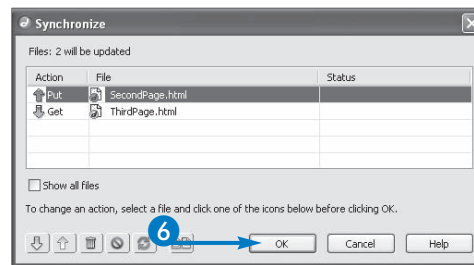 Synchronize
Files: 2 will be updated
Action File Status
Put SecondPage.html
Get ThirdPage.html
Show all files
To change an action, select a file and click one of the icons below before clicking OK.
6
OK Cancel Help